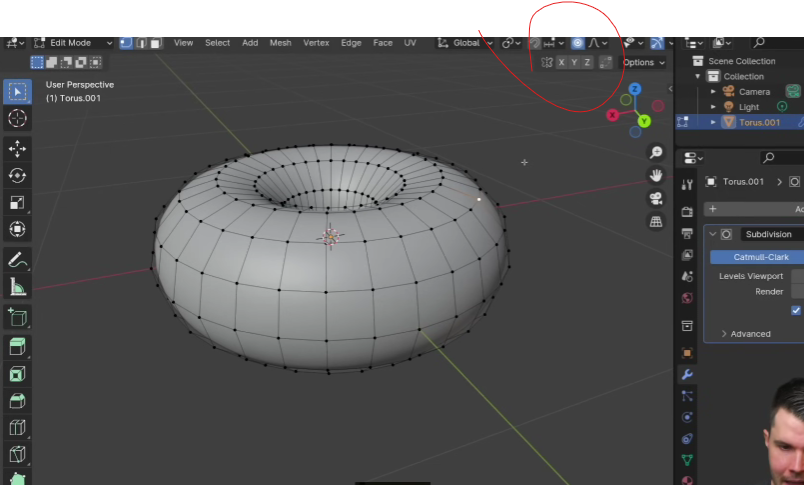 Edit Mode View Select Add Mesh Vertex Edge Face UV Global
X Y Z Options
User Perspective
(1) Torus.001
Z
X
Y
Scene Collection
Collection
Camera
Light
Torus.001
Torus.001
Subdivision
Catmull-Clark
Levels Viewport
Render
Advanced